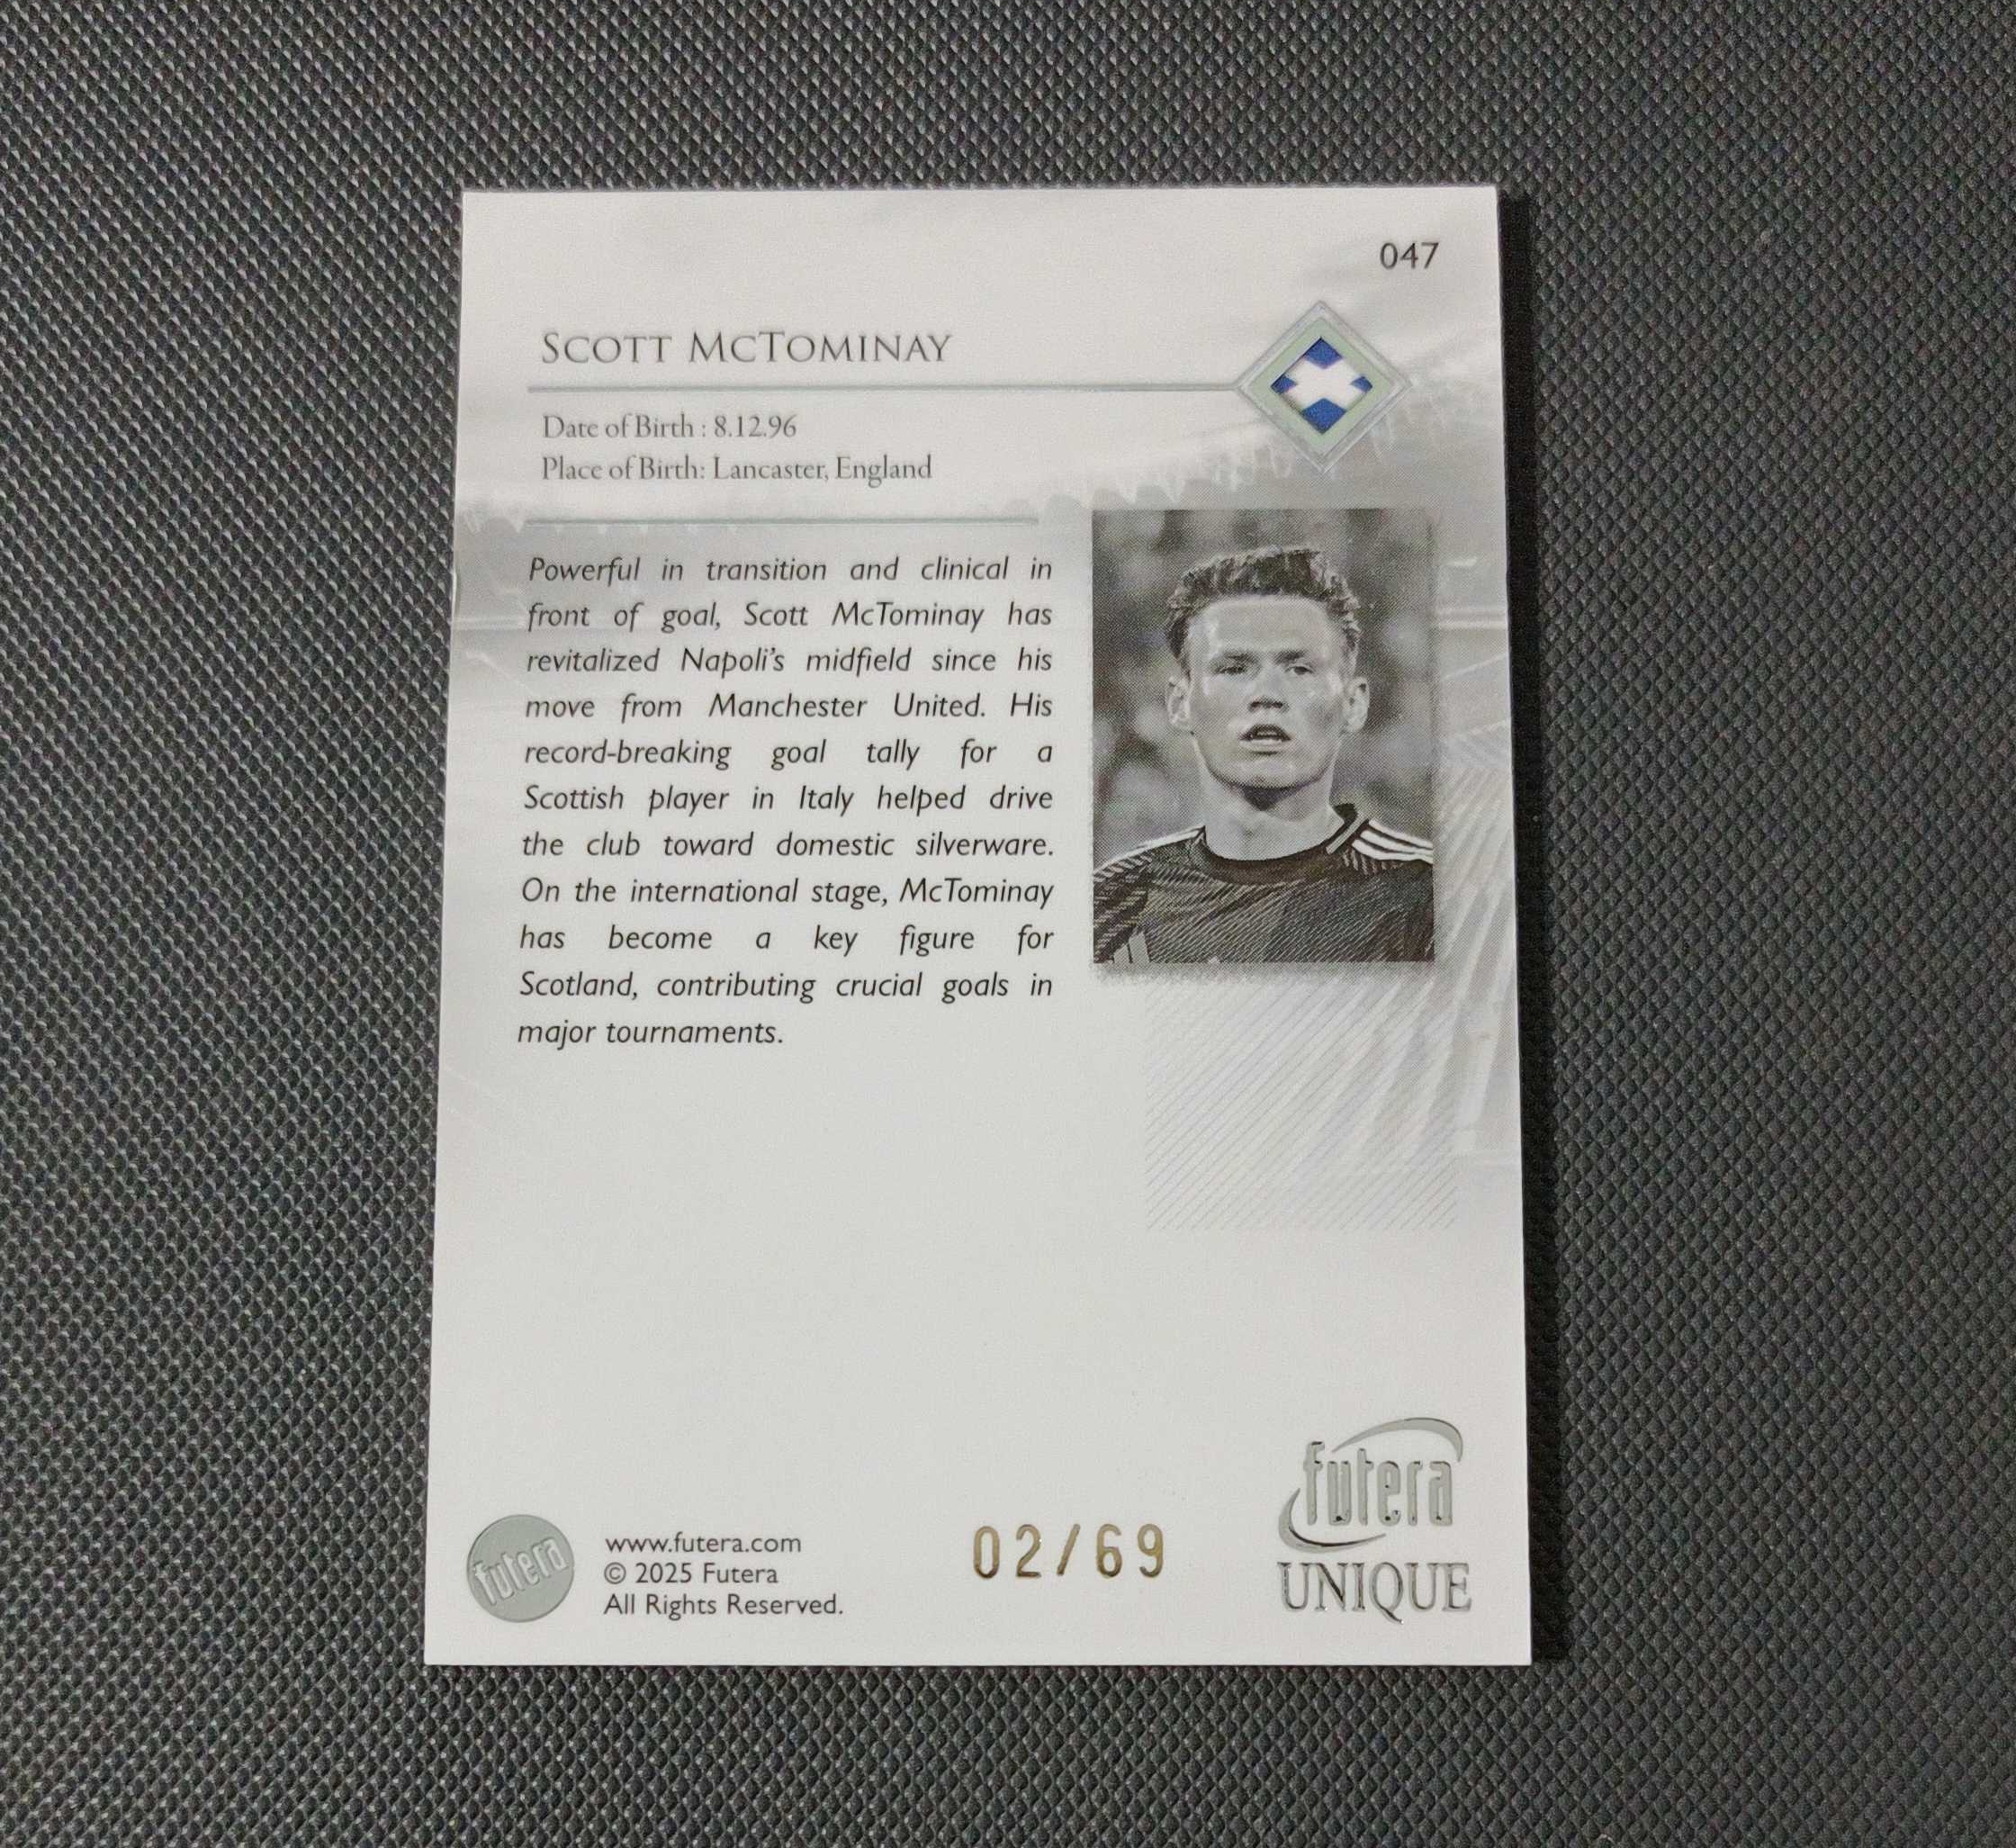 047
SCOTT MCTOMINAY
Date of Birth : 8.12.96
Place of Birth: Lancaster, England
Powerful in transition and clinical in
front of goal, Scott McTominay has
revitalized Napoli's midfield since his
move from Manchester United. His
record-breaking goal tally for a
Scottish player in Italy helped drive
the club toward domestic silverware.
On the international stage, McTominay
has become a key figure for
Scotland, contributing crucial goals in
major tournaments.
futera
www.futera.com
© 2025 Futera
All Rights Reserved.
02/69
futera
UNIQUE